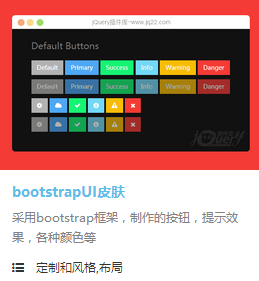 jQuery插件库-www.jq22.com
Default Buttons
Default Primary Success Info Warning Danger
Default Primary Success Info Warning Danger
jQuery
bootstrapUI皮肤
采用bootstrap框架，制作的按钮，提示效
果，各种颜色等
定制和风格,布局